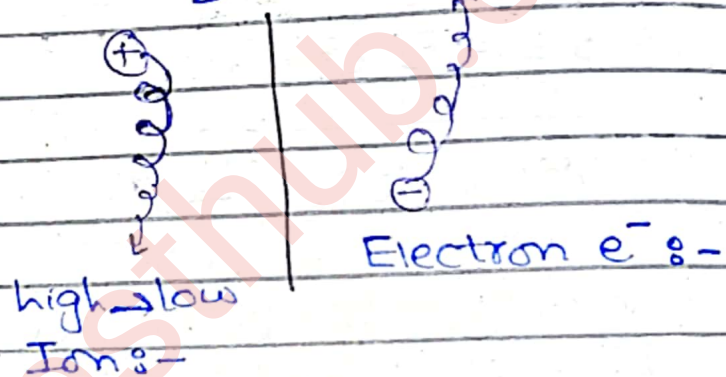 +
-
Electron e⁻ :-
high→low
Ion:-